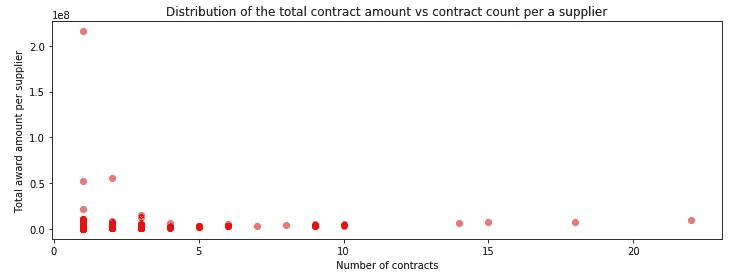 Distribution of the total contract amount vs contract count per a supplier
1e8
2.0
1.5
1.0
0.5
0.0
Total award amount per supplier
0
5
10
15
20
Number of contracts